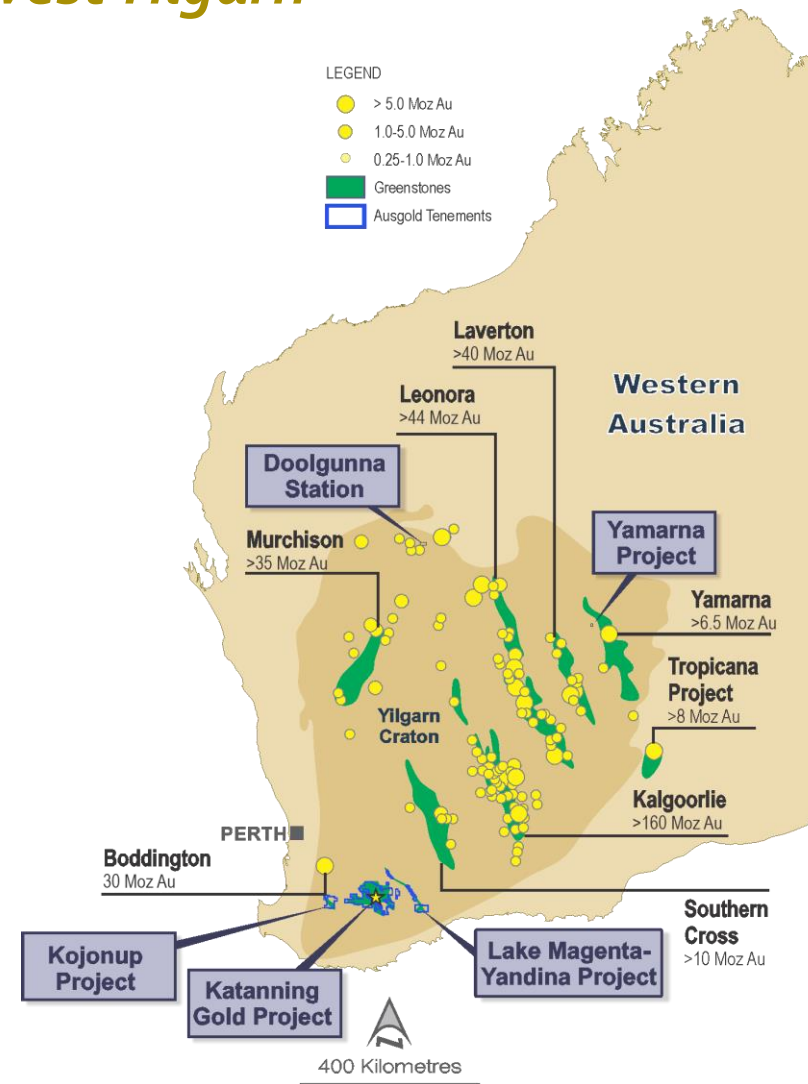 LEGEND
> 5.0 Moz Au
1.0-5.0 Moz Au
0.25-1.0 Moz Au
Greenstones
Ausgold Tenements
Laverton
>40 Moz Au
Western
Australia
Leonora
>44 Moz Au
Doolgunna
Station
Yamarna
Project
Murchison
>35 Moz Au
Yamarna
>6.5 Moz Au
Tropicana
Project
>8 Moz Au
Yilgarn
Craton
Kalgoorlie
>160 Moz Au
PERTH
Boddington
30 Moz Au
Southern
Cross
>10 Moz Au
Kojonup
Project
Katanning
Gold Project
Lake Magenta-
Yandina Project
N
400 Kilometres